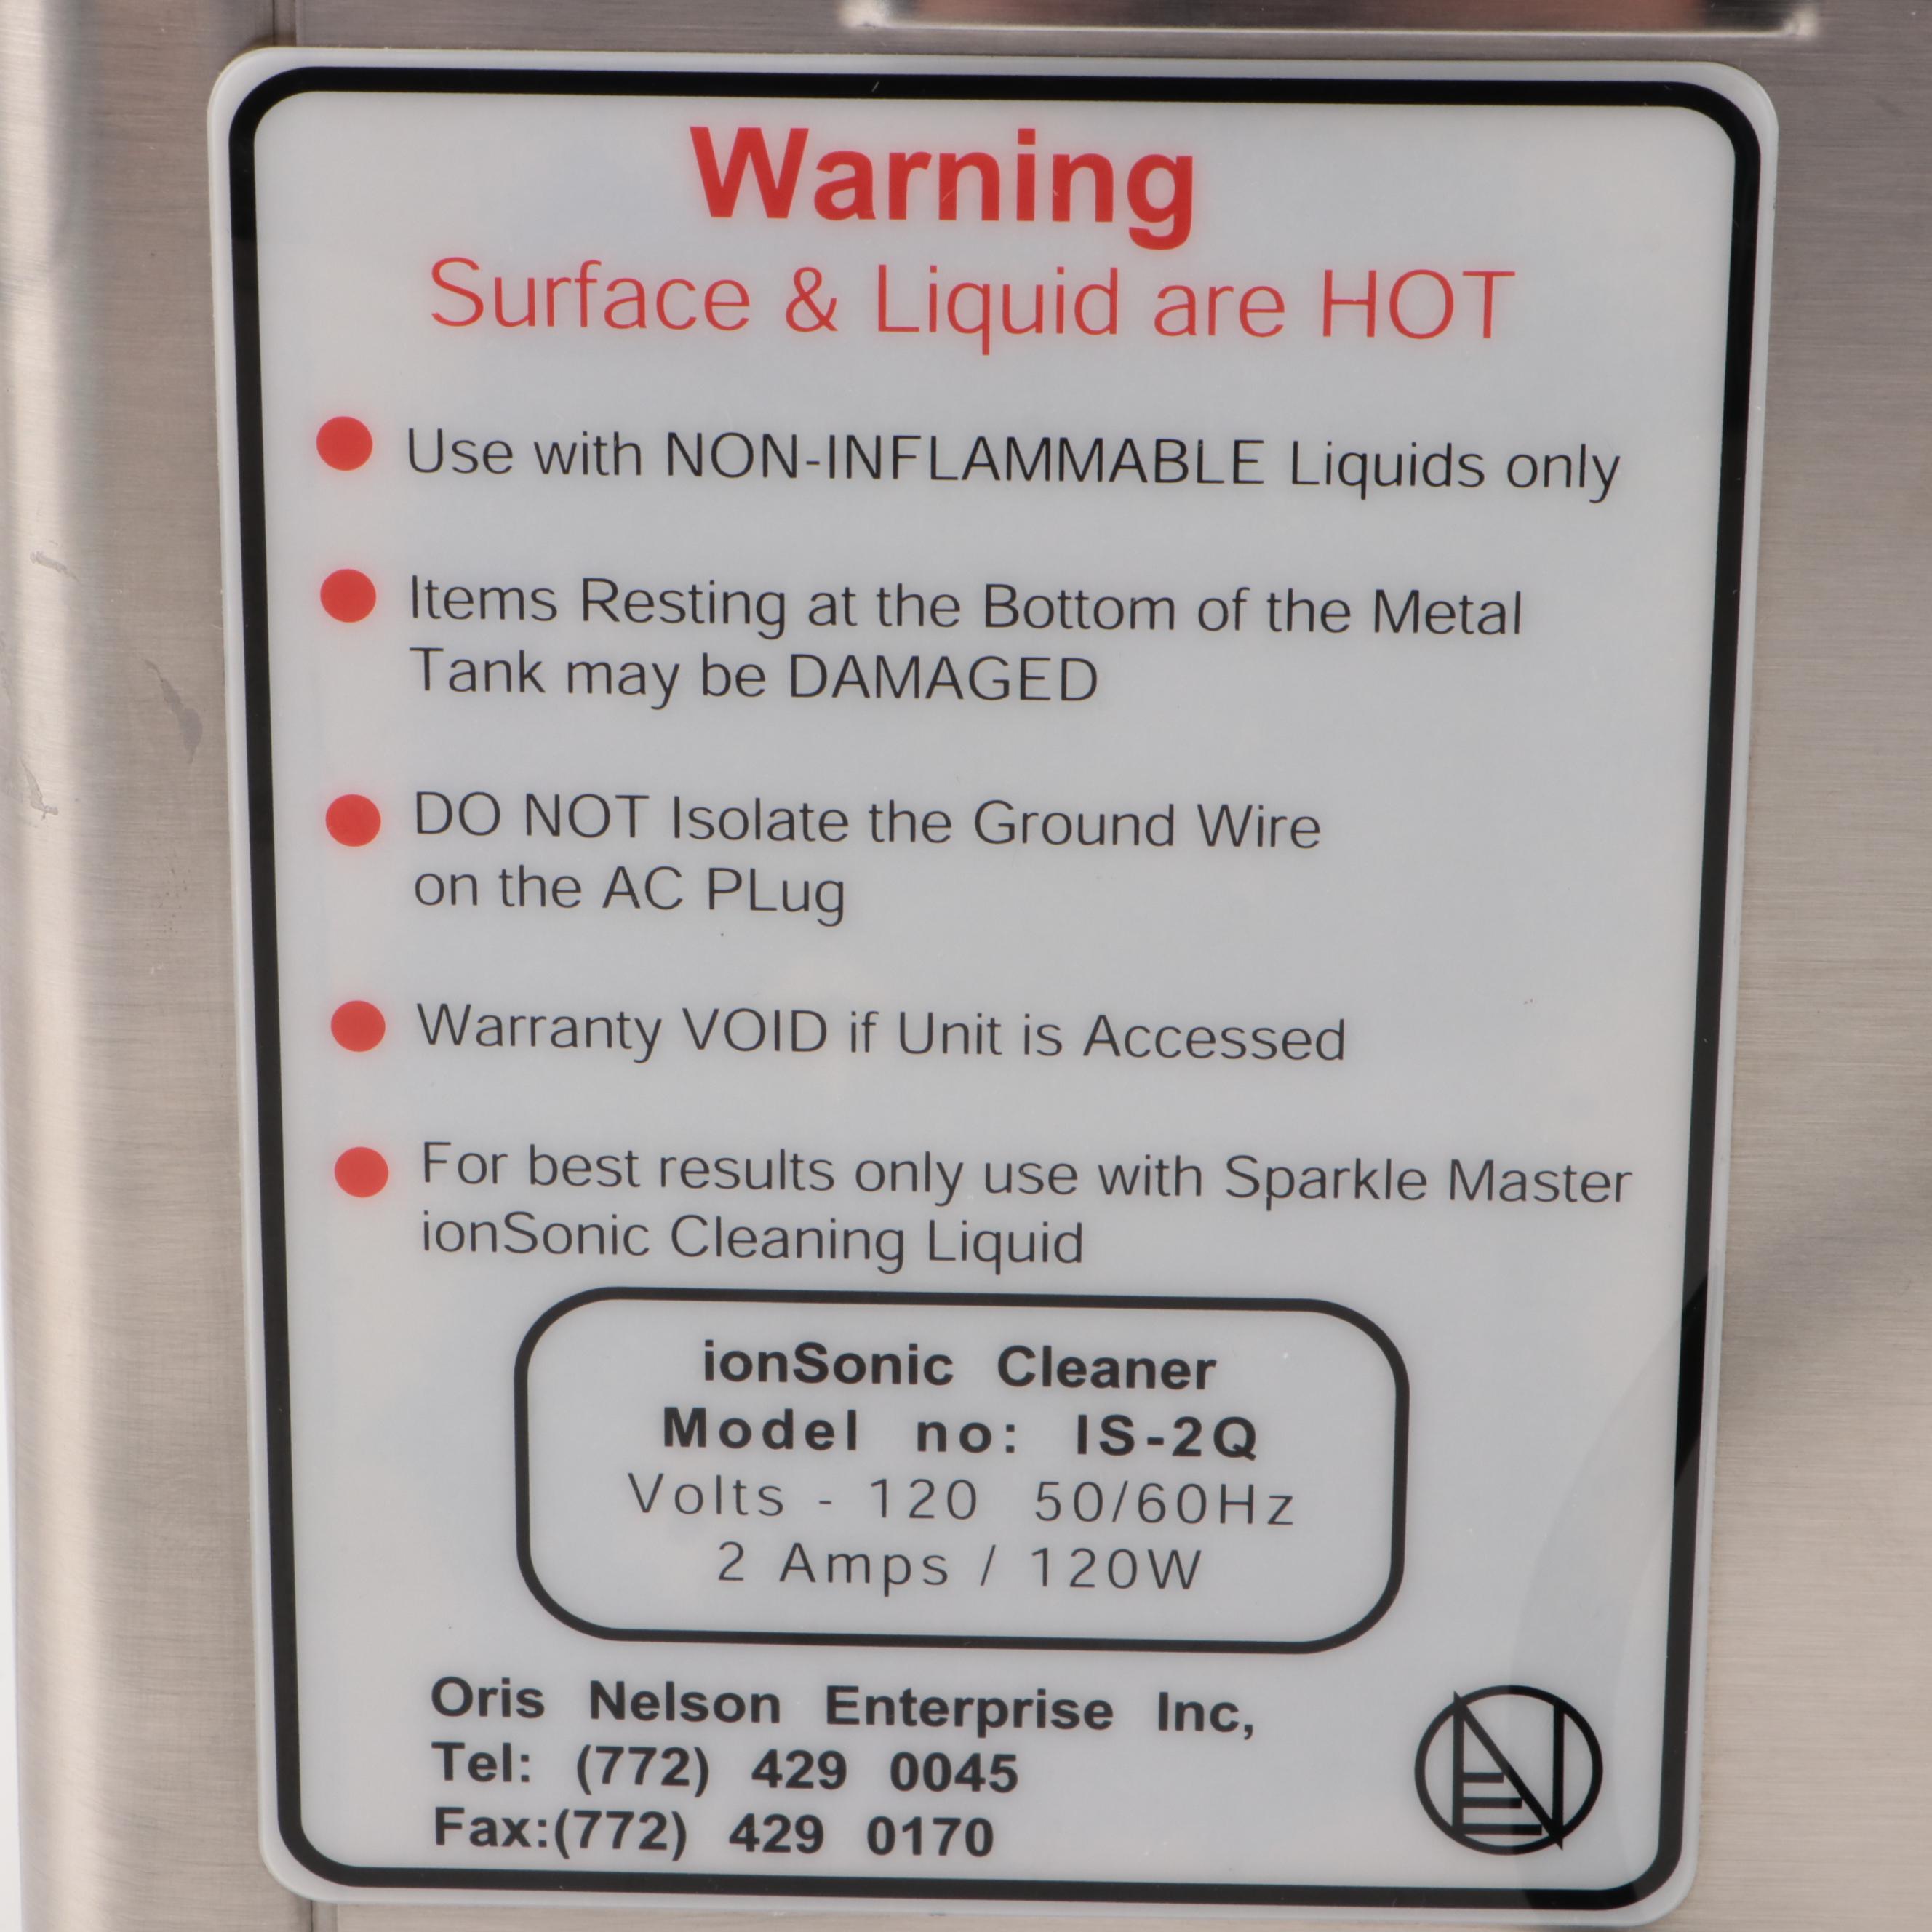 Warning
Surface & Liquid are HOT
Use with NON-INFLAMMABLE Liquids only
Items Resting at the Bottom of the Metal
Tank may be DAMAGED
DO NOT Isolate the Ground Wire
on the AC PLug
Warranty VOID if Unit is Accessed
For best results only use with Sparkle Master
ionSonic Cleaning Liquid
ionSonic Cleaner
Model no: IS-2Q
Volts - 120 50/60Hz
2 Amps / 120W
Oris Nelson Enterprise Inc,
Tel: (772) 429 0045
Fax:(772) 429 0170